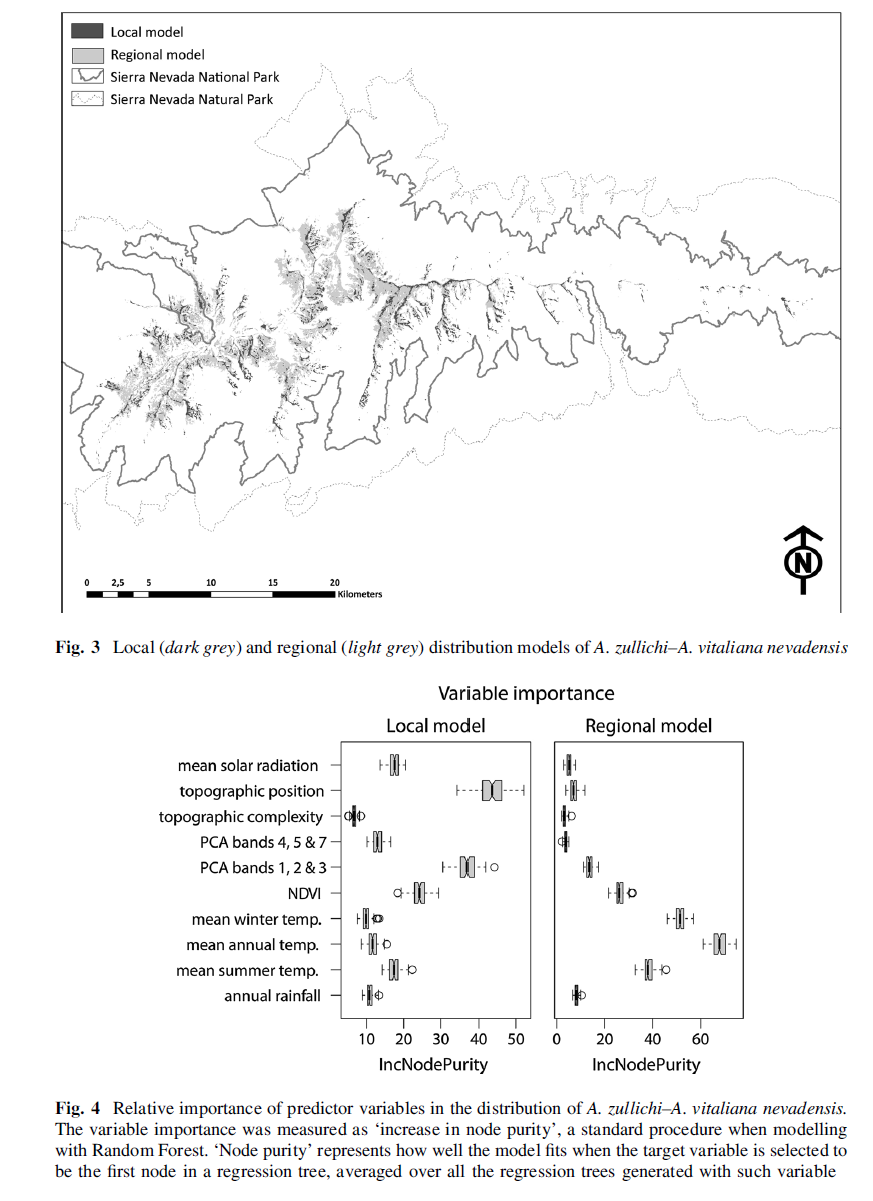 Local model
Regional model
Sierra Nevada National Park
Sierra Nevada Natural Park
0 2,5 5 10 15 20
Kilometers
N
Fig. 3 Local (dark grey) and regional (light grey) distribution models of A. zullichi–A. vitaliana nevadensis
Variable importance
Local model Regional model
mean solar radiation
topographic position
topographic complexity
PCA bands 4, 5 & 7
PCA bands 1, 2 & 3
NDVI
mean winter temp.
mean annual temp.
mean summer temp.
annual rainfall
10 20 30 40 50 0 20 40 60
IncNodePurity IncNodePurity
Fig. 4 Relative importance of predictor variables in the distribution of A. zullichi–A. vitaliana nevadensis.
The variable importance was measured as ‘increase in node purity’, a standard procedure when modelling
with Random Forest. ‘Node purity’ represents how well the model fits when the target variable is selected to
be the first node in a regression tree, averaged over all the regression trees generated with such variable